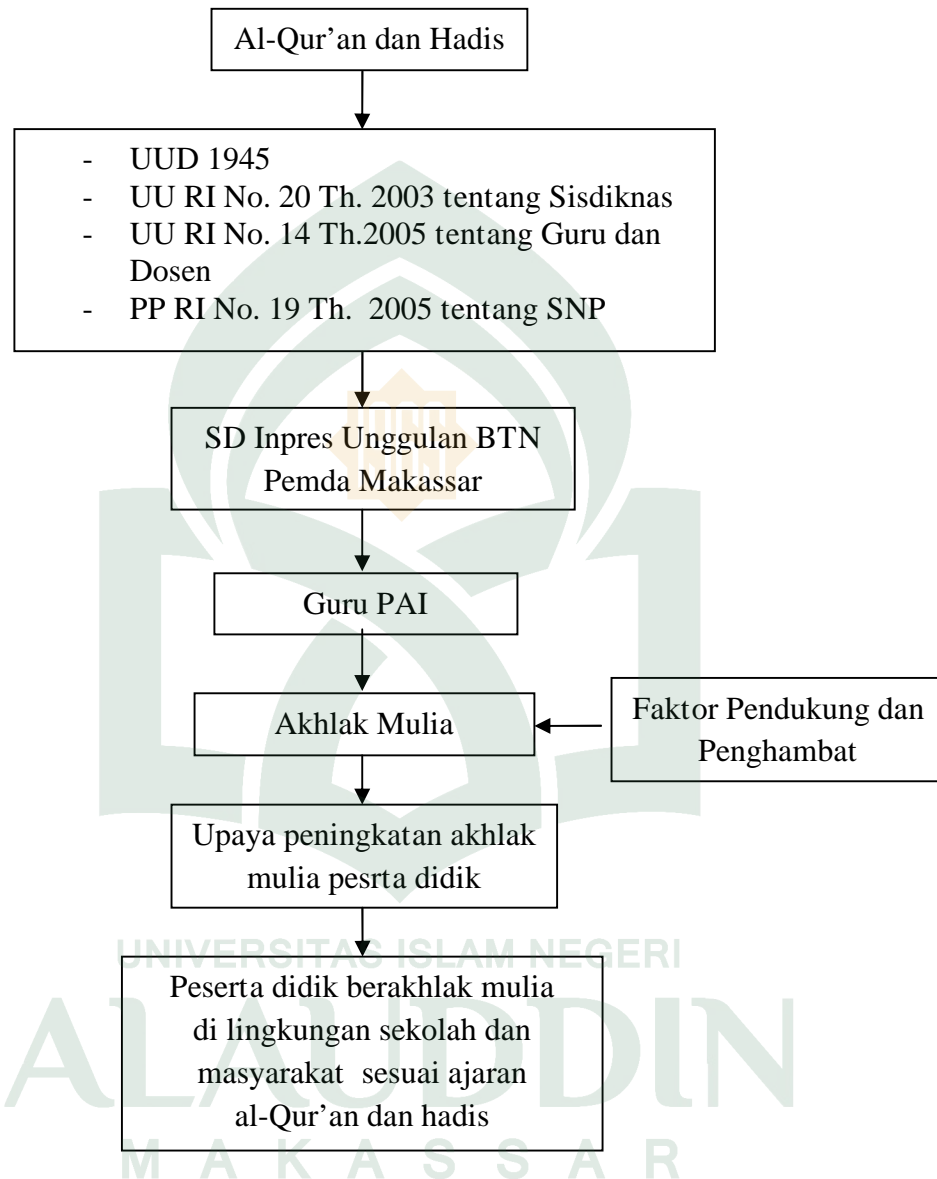 Al-Qur’an dan Hadis
- UUD 1945
- UU RI No. 20 Th. 2003 tentang Sisdiknas
- UU RI No. 14 Th.2005 tentang Guru dan
Dosen
- PP RI No. 19 Th.  2005 tentang SNP
SD Inpres Unggulan BTN
Pemda Makassar
Guru PAI
Akhlak Mulia
Faktor Pendukung dan
Penghambat
Upaya peningkatan akhlak
mulia pesrta didik
UNIVERSITAS ISLAM NEGERI
Peserta didik berakhlak mulia
di lingkungan sekolah dan
masyarakat  sesuai ajaran
al-Qur’an dan hadis
ALAUDDIN
MAKASSAR